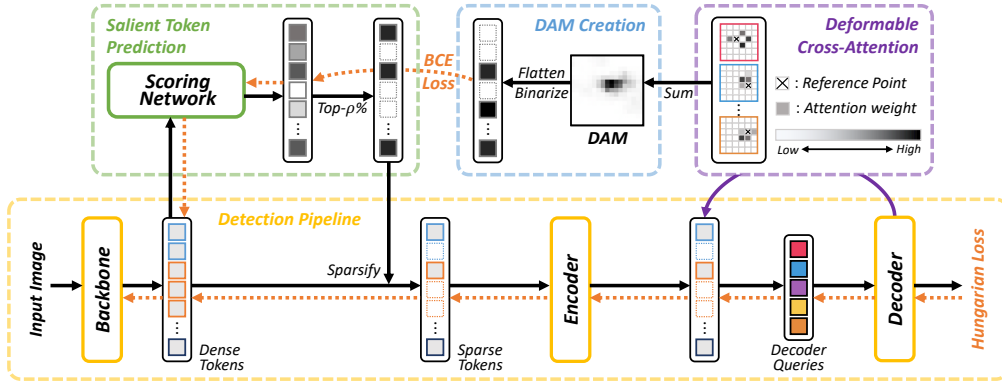 Salient Token
Prediction
Scoring
Network
Top-ρ%
BCE
Loss
DAM Creation
Flatten
Binarize
DAM
Sum
Deformable
Cross-Attention
: Reference Point
: Attention weight
Low
High
Detection Pipeline
Input Image
Backbone
Dense
Tokens
Sparsify
Sparse
Tokens
Encoder
Decoder
Queries
Decoder
Hungarian Loss